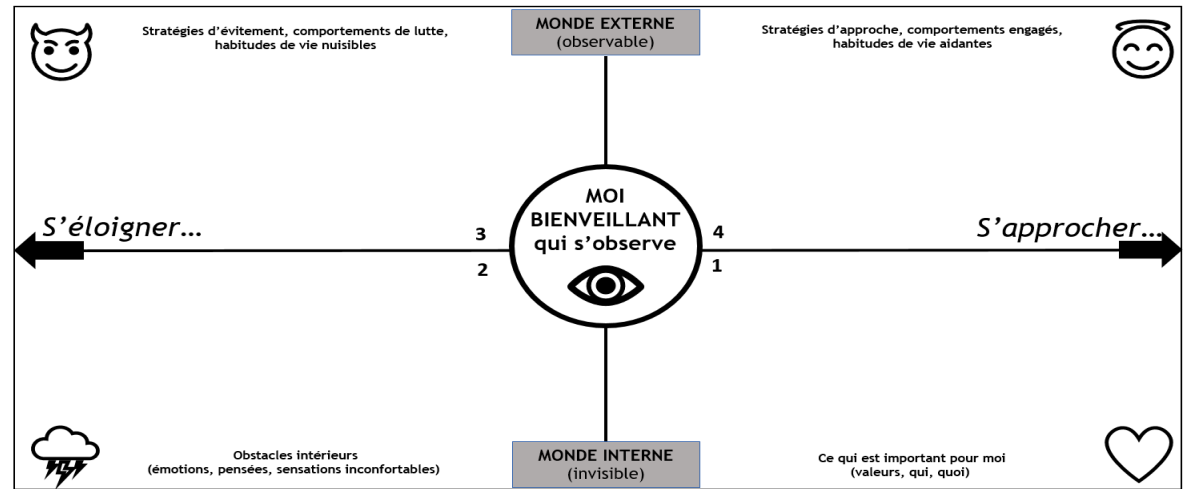 Stratégies d’évitement, comportements de lutte,
habitudes de vie nuisibles
MONDE EXTERNE
(observable)
Stratégies d’approche, comportements engagés,
habitudes de vie aidantes
S’éloigner…
3
2
MOI
BIENVEILLANT
qui s’observe
4
1
S’approcher…
Obstacles intérieurs
(émotions, pensées, sensations inconfortables)
MONDE INTERNE
(invisible)
Ce qui est important pour moi
(valeurs, qui, quoi)